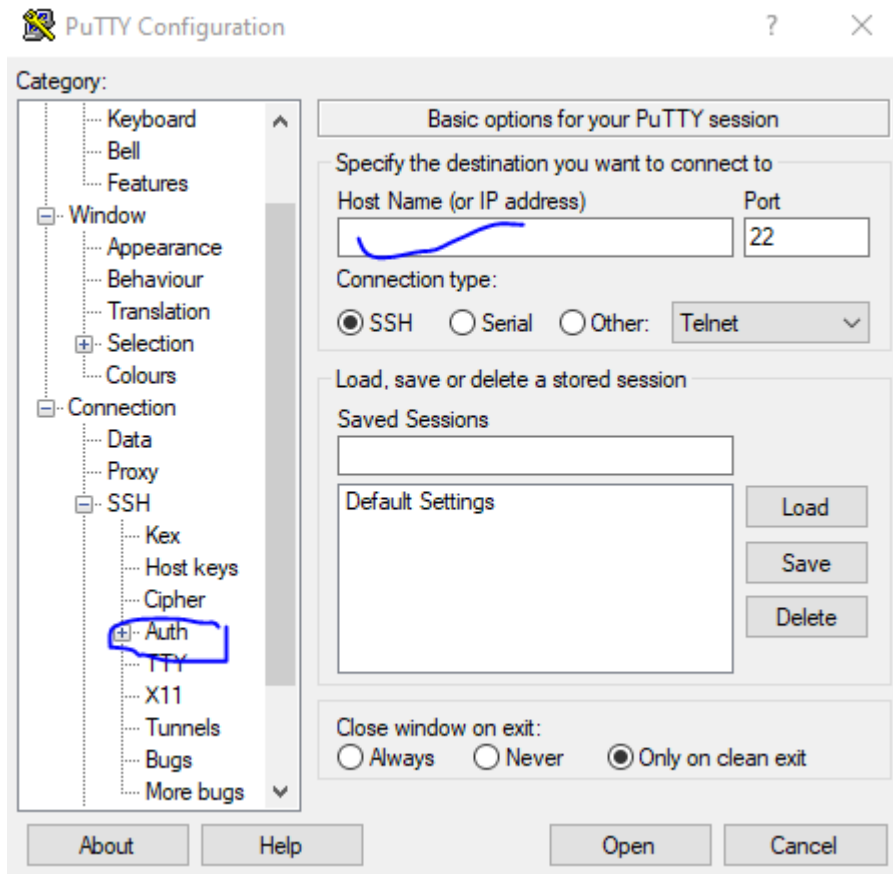 PuTTY Configuration
Category:
Keyboard
Bell
Features
Window
Appearance
Behaviour
Translation
Selection
Colours
Connection
Data
Proxy
SSH
Kex
Host keys
Cipher
Auth
TTY
X11
Tunnels
Bugs
More bugs
Basic options for your PuTTY session
Specify the destination you want to connect to
Host Name (or IP address) Port
22
Connection type:
SSH Serial Other: Telnet
Load, save or delete a stored session
Saved Sessions
Default Settings
Load
Save
Delete
Close window on exit:
Always Never Only on clean exit
About Help Open Cancel